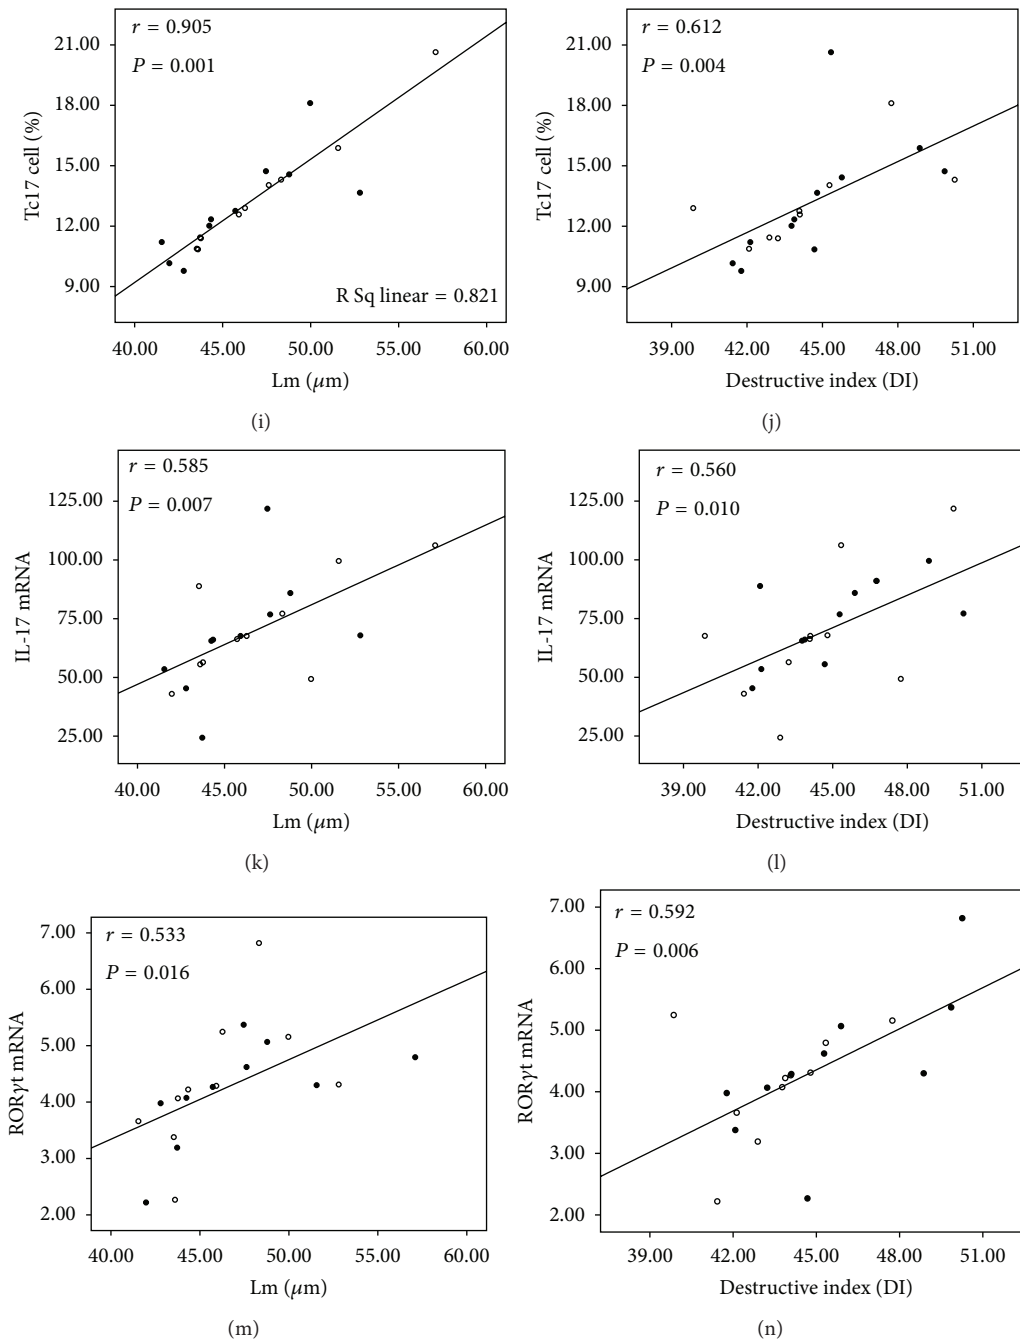 r = 0.905
P = 0.001
21.00
18.00
15.00
12.00
9.00
Tc17 cell (%)
R Sq linear = 0.821
40.00 45.00 50.00 55.00 60.00
Lm (μm)
(i)
r = 0.612
P = 0.004
21.00
18.00
15.00
12.00
9.00
Tc17 cell (%)
39.00 42.00 45.00 48.00 51.00
Destructive index (DI)
(j)
r = 0.585
P = 0.007
125.00
100.00
75.00
50.00
25.00
IL-17 mRNA
40.00 45.00 50.00 55.00 60.00
Lm (μm)
(k)
r = 0.560
P = 0.010
125.00
100.00
75.00
50.00
25.00
IL-17 mRNA
39.00 42.00 45.00 48.00 51.00
Destructive index (DI)
(l)
r = 0.533
P = 0.016
7.00
6.00
5.00
4.00
3.00
2.00
RORγt mRNA
40.00 45.00 50.00 55.00 60.00
Lm (μm)
(m)
r = 0.592
P = 0.006
7.00
6.00
5.00
4.00
3.00
2.00
RORγt mRNA
39.00 42.00 45.00 48.00 51.00
Destructive index (DI)
(n)